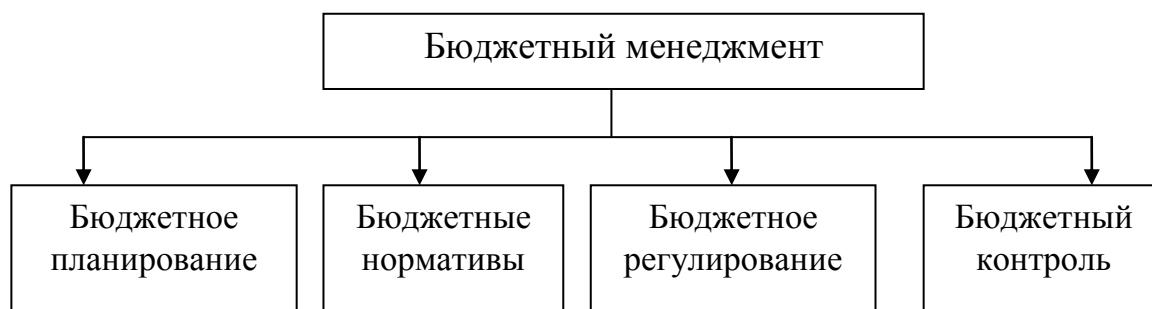 Бюджетный менеджмент
Бюджетное
планирование
Бюджетные
нормативы
Бюджетное
регулирование
Бюджетный
контроль